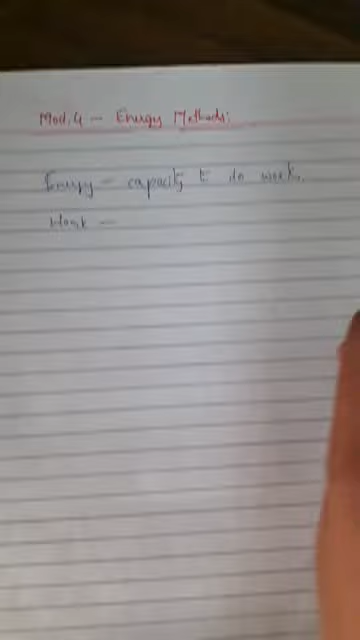 Mod.4 - Energy Methods:
Energy - capacity to do work.
Work -